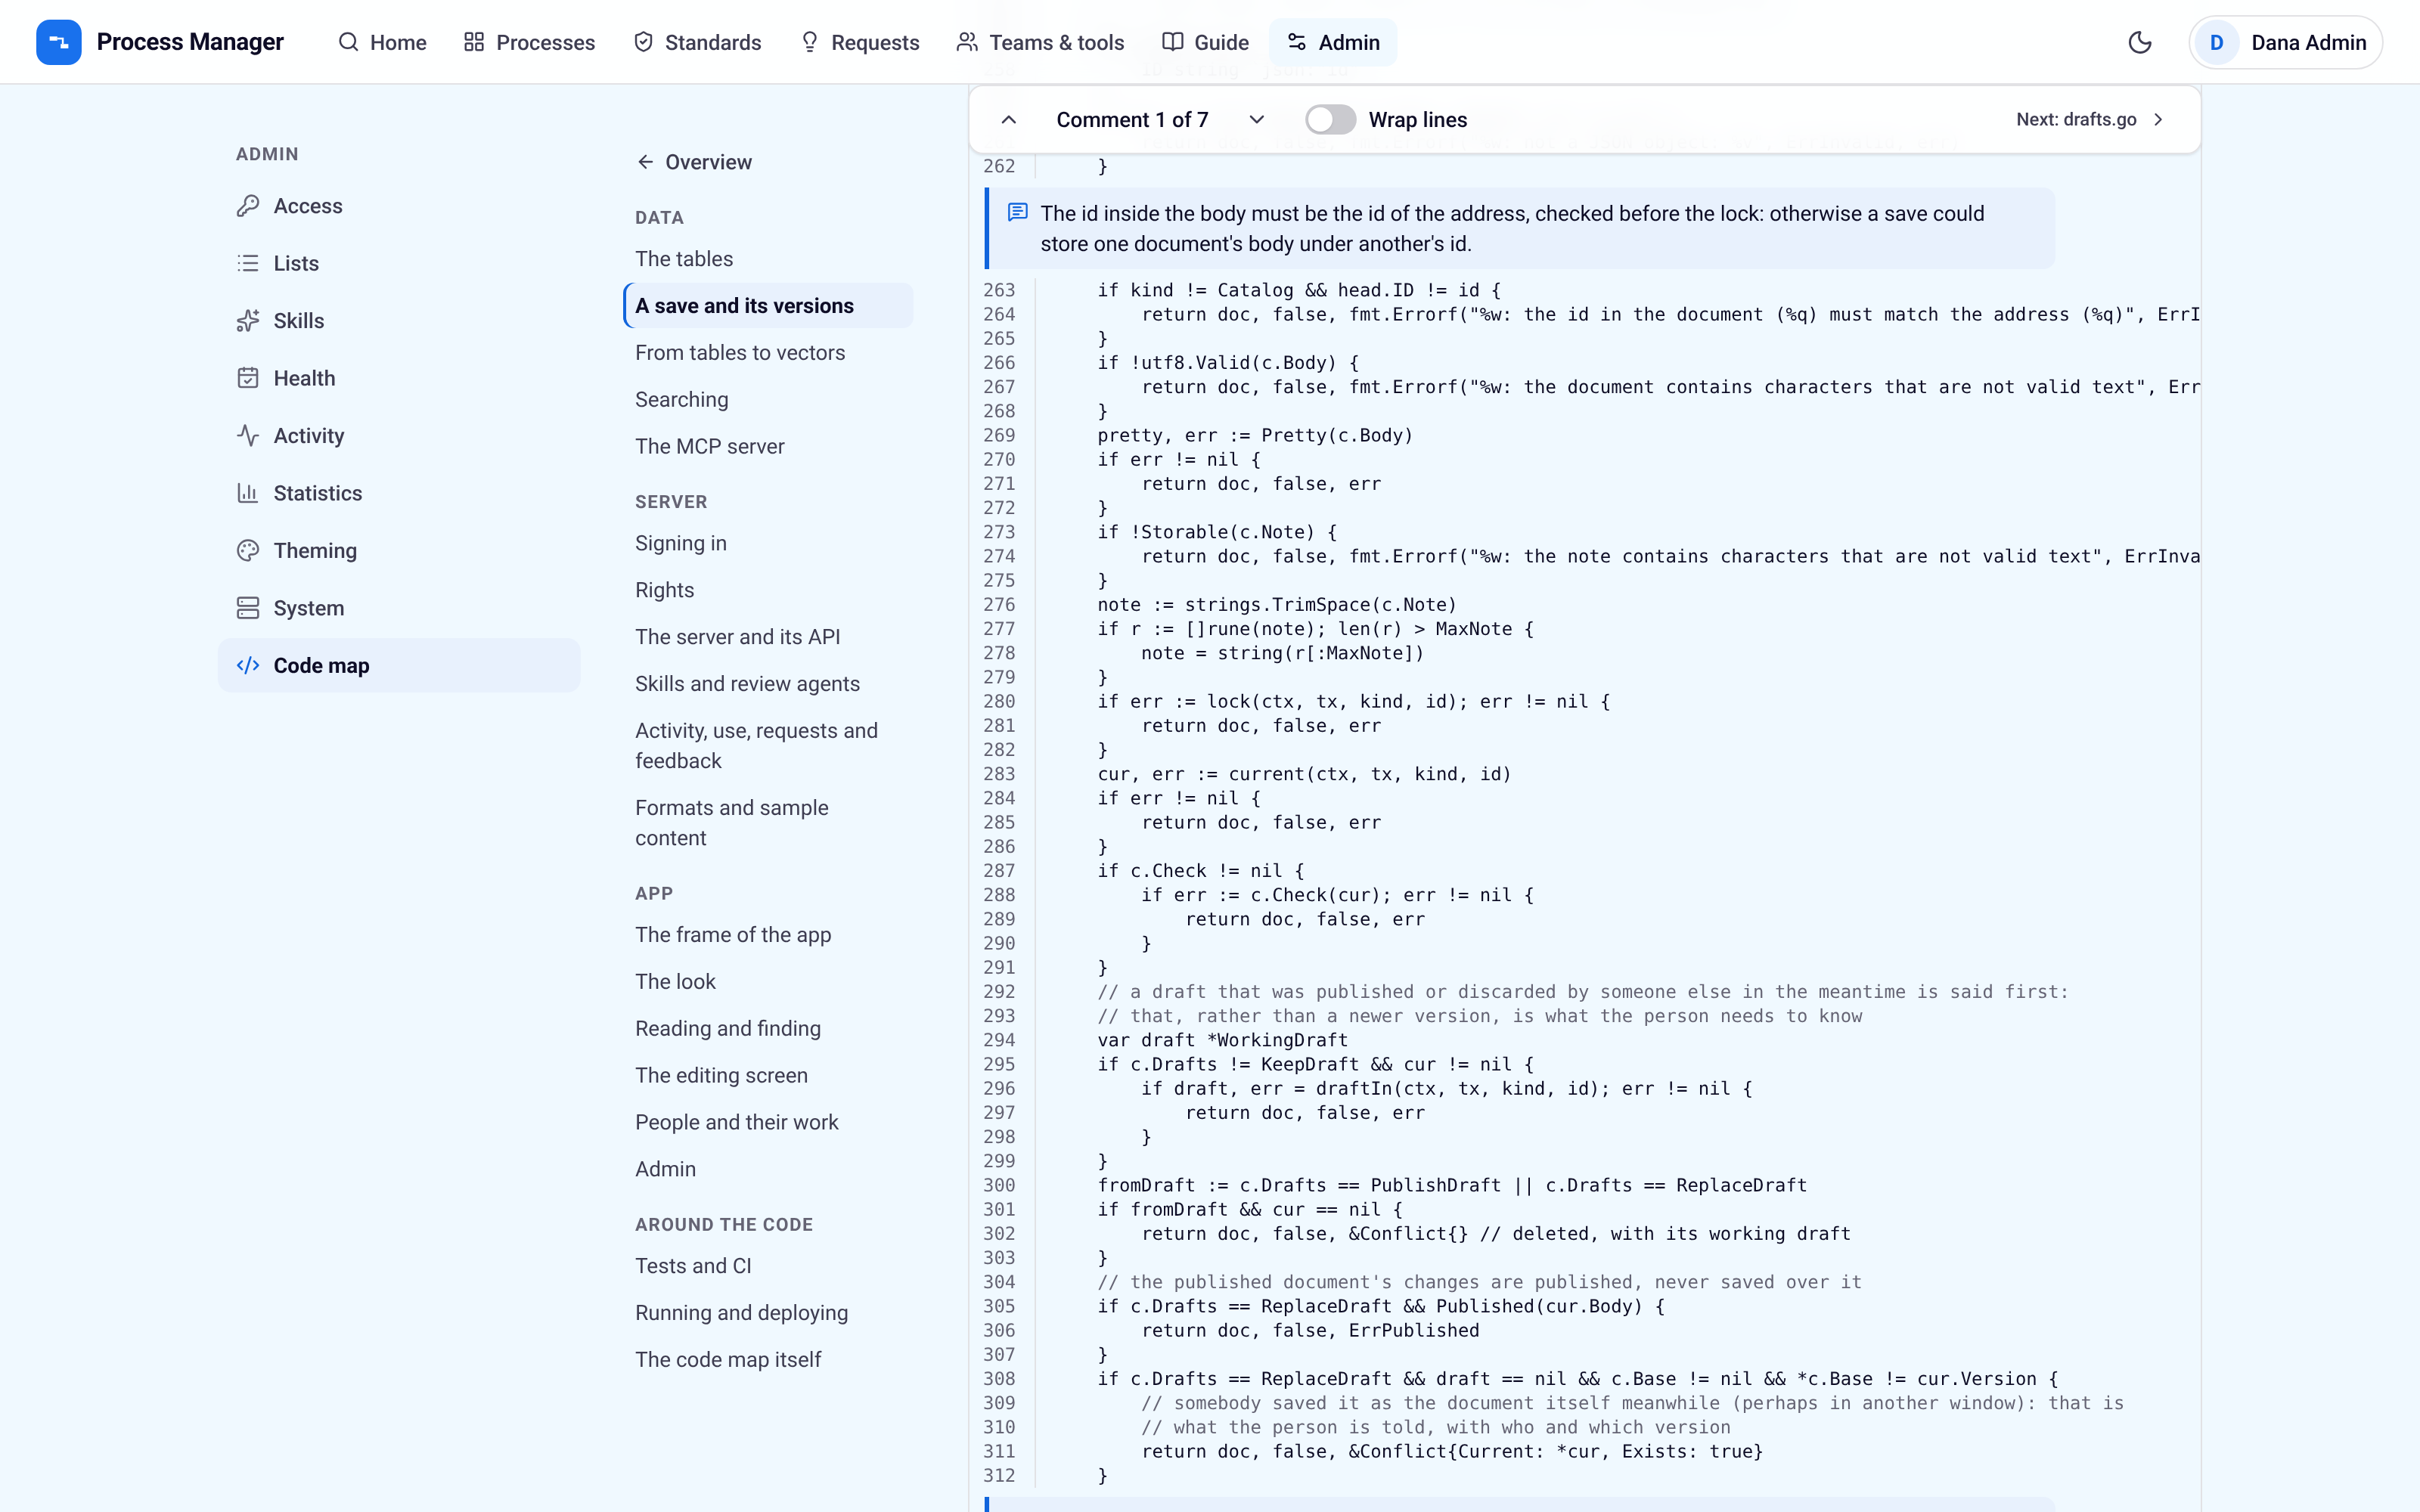 Process Manager
Home
Processes
Standards
Requests
Teams & tools
Guide
Admin
D
Dana Admin
ADMIN
Access
Lists
Skills
Health
Activity
Statistics
Theming
System
Code map
Overview
DATA
The tables
A save and its versions
From tables to vectors
Searching
The MCP server
SERVER
Signing in
Rights
The server and its API
Skills and review agents
Activity, use, requests and
feedback
Formats and sample
content
APP
The frame of the app
The look
Reading and finding
The editing screen
People and their work
Admin
AROUND THE CODE
Tests and CI
Running and deploying
The code map itself
Comment 1 of 7
Wrap lines
Next: drafts.go
262 }
The id inside the body must be the id of the address, checked before the lock: otherwise a save could
store one document's body under another's id.
263 if kind != Catalog && head.ID != id {
264 return doc, false, fmt.Errorf("%w: the id in the document (%q) must match the address (%q)", ErrI
265 }
266 if !utf8.Valid(c.Body) {
267 return doc, false, fmt.Errorf("%w: the document contains characters that are not valid text", Err
268 }
269 pretty, err := Pretty(c.Body)
270 if err != nil {
271 return doc, false, err
272 }
273 if !Storable(c.Note) {
274 return doc, false, fmt.Errorf("%w: the note contains characters that are not valid text", ErrInva
275 }
276 note := strings.TrimSpace(c.Note)
277 if r := []rune(note); len(r) > MaxNote {
278 note = string(r[:MaxNote])
279 }
280 if err := lock(ctx, tx, kind, id); err != nil {
281 return doc, false, err
282 }
283 cur, err := current(ctx, tx, kind, id)
284 if err != nil {
285 return doc, false, err
286 }
287 if c.Check != nil {
288 if err := c.Check(cur); err != nil {
289 return doc, false, err
290 }
291 }
292 // a draft that was published or discarded by someone else in the meantime is said first:
293 // that, rather than a newer version, is what the person needs to know
294 var draft *WorkingDraft
295 if c.Drafts != KeepDraft && cur != nil {
296 if draft, err = draftIn(ctx, tx, kind, id); err != nil {
297 return doc, false, err
298 }
299 }
300 fromDraft := c.Drafts == PublishDraft || c.Drafts == ReplaceDraft
301 if fromDraft && cur == nil {
302 return doc, false, &Conflict{} // deleted, with its working draft
303 }
304 // the published document's changes are published, never saved over it
305 if c.Drafts == ReplaceDraft && Published(cur.Body) {
306 return doc, false, ErrPublished
307 }
308 if c.Drafts == ReplaceDraft && draft == nil && c.Base != nil && *c.Base != cur.Version {
309 // somebody saved it as the document itself meanwhile (perhaps in another window): that is
310 // what the person is told, with who and which version
311 return doc, false, &Conflict{Current: *cur, Exists: true}
312 }